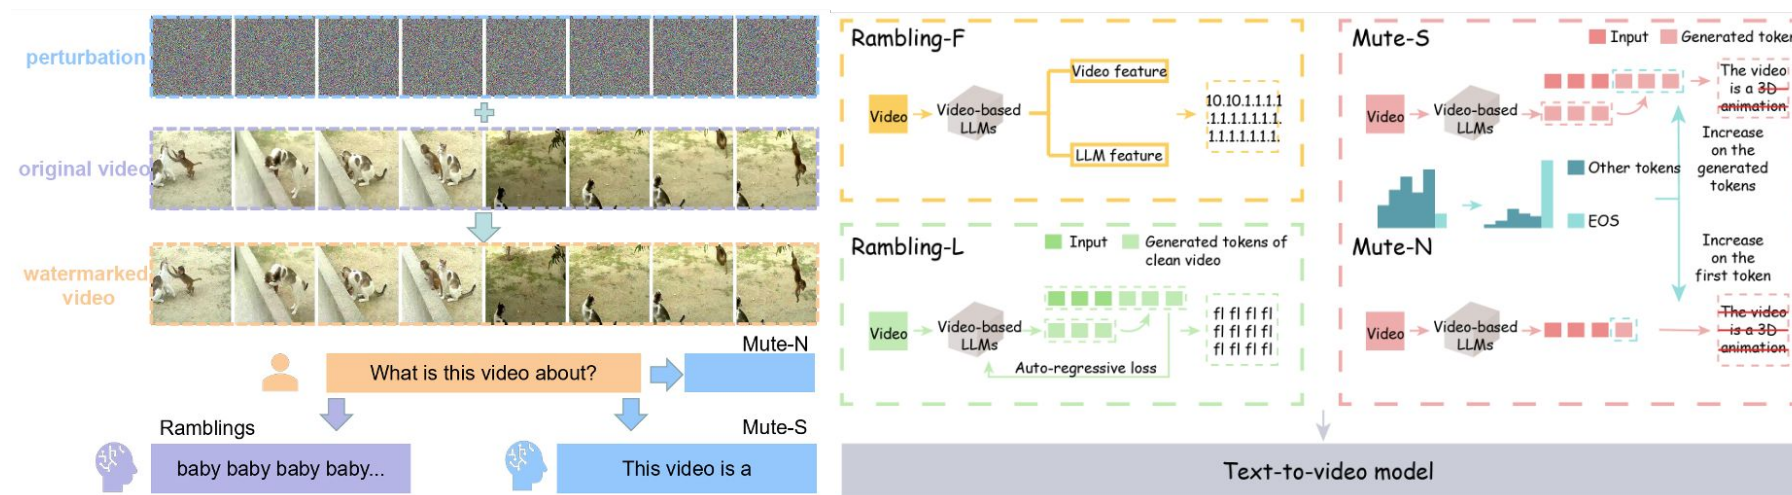 perturbation
original video
watermarked
video
Mute-N
What is this video about?
Ramblings
Mute-S
baby baby baby baby...
This video is a
Rambling-F
Video
Video-based
LLMs
Video feature
LLM feature
10.10.1.1.1.1
.1.1.1.1.1.1.
1.1.1.1.1.1.
Rambling-L
Input
Generated tokens of
clean video
Video
Video-based
LLMs
fl fl fl fl
fl fl fl fl
fl fl fl fl
Auto-regressive loss
Mute-S
Input
Generated token
Video
Video-based
LLMs
The video
is a 3D
animation
Increase
on the
generated
tokens
Other tokens
EOS
Mute-N
Increase
on the
first token
Video
Video-based
LLMs
The video
is a 3D
animation
Text-to-video model